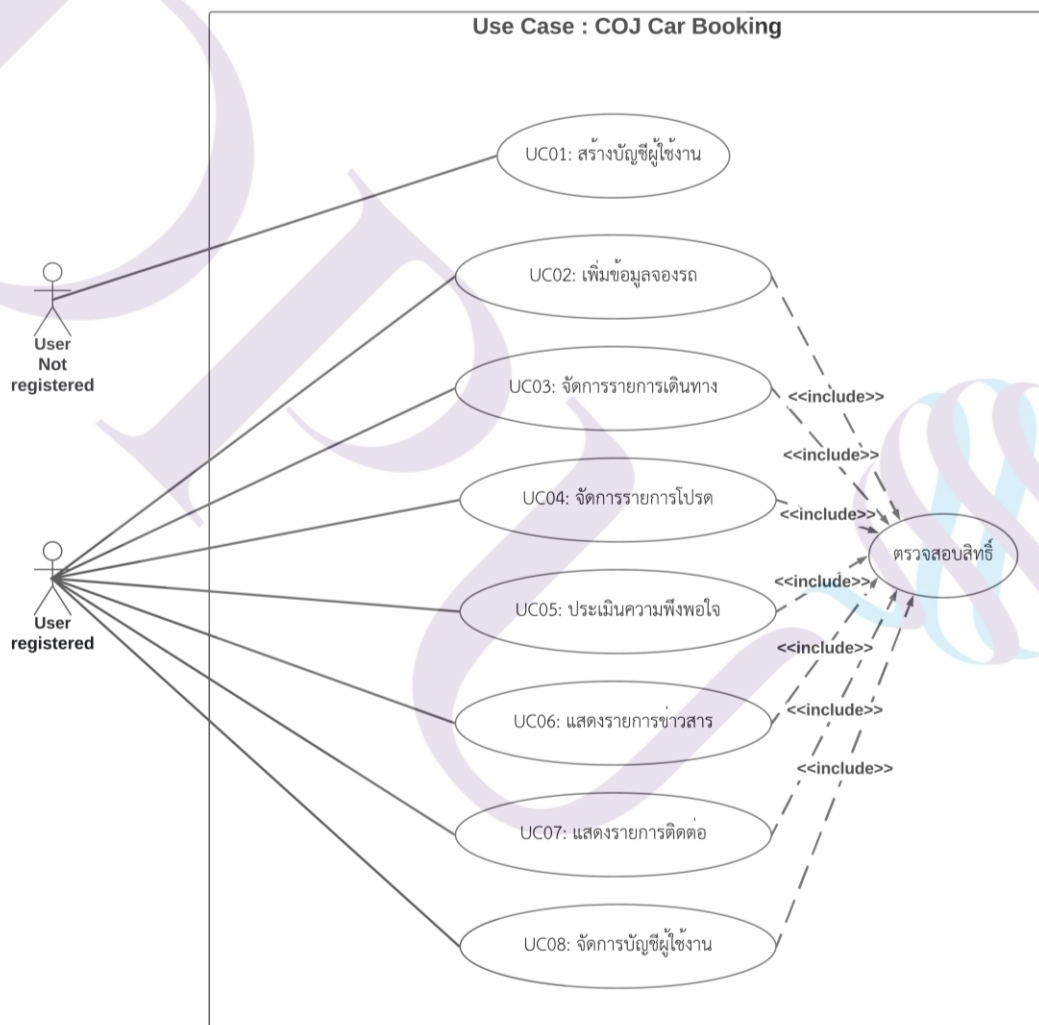 Use Case : COJ Car Booking
UC01: สร้างบัญชีผู้ใช้งาน
UC02: เพิ่มข้อมูลจองรถ
User
Not
registered
UC03: จัดการรายการเดินทาง
<<include>>
<<include>>
UC04: จัดการรายการโปรด
<<include>>
ตรวจสอบสิทธิ์
<<include>>
User
registered
UC05: ประเมินความพึงพอใจ
<<include>>
UC06: แสดงรายการข่าวสาร
<<include>>
<<include>>
UC07: แสดงรายการติดต่อ
UC08: จัดการบัญชีผู้ใช้งาน